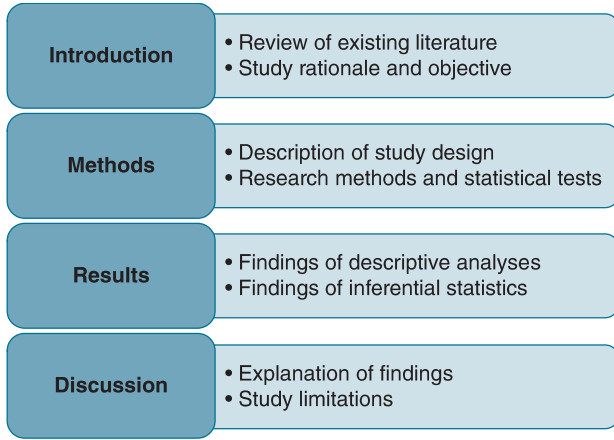 Introduction
• Review of existing literature
• Study rationale and objective
Methods
• Description of study design
• Research methods and statistical tests
Results
• Findings of descriptive analyses
• Findings of inferential statistics
Discussion
• Explanation of findings
• Study limitations